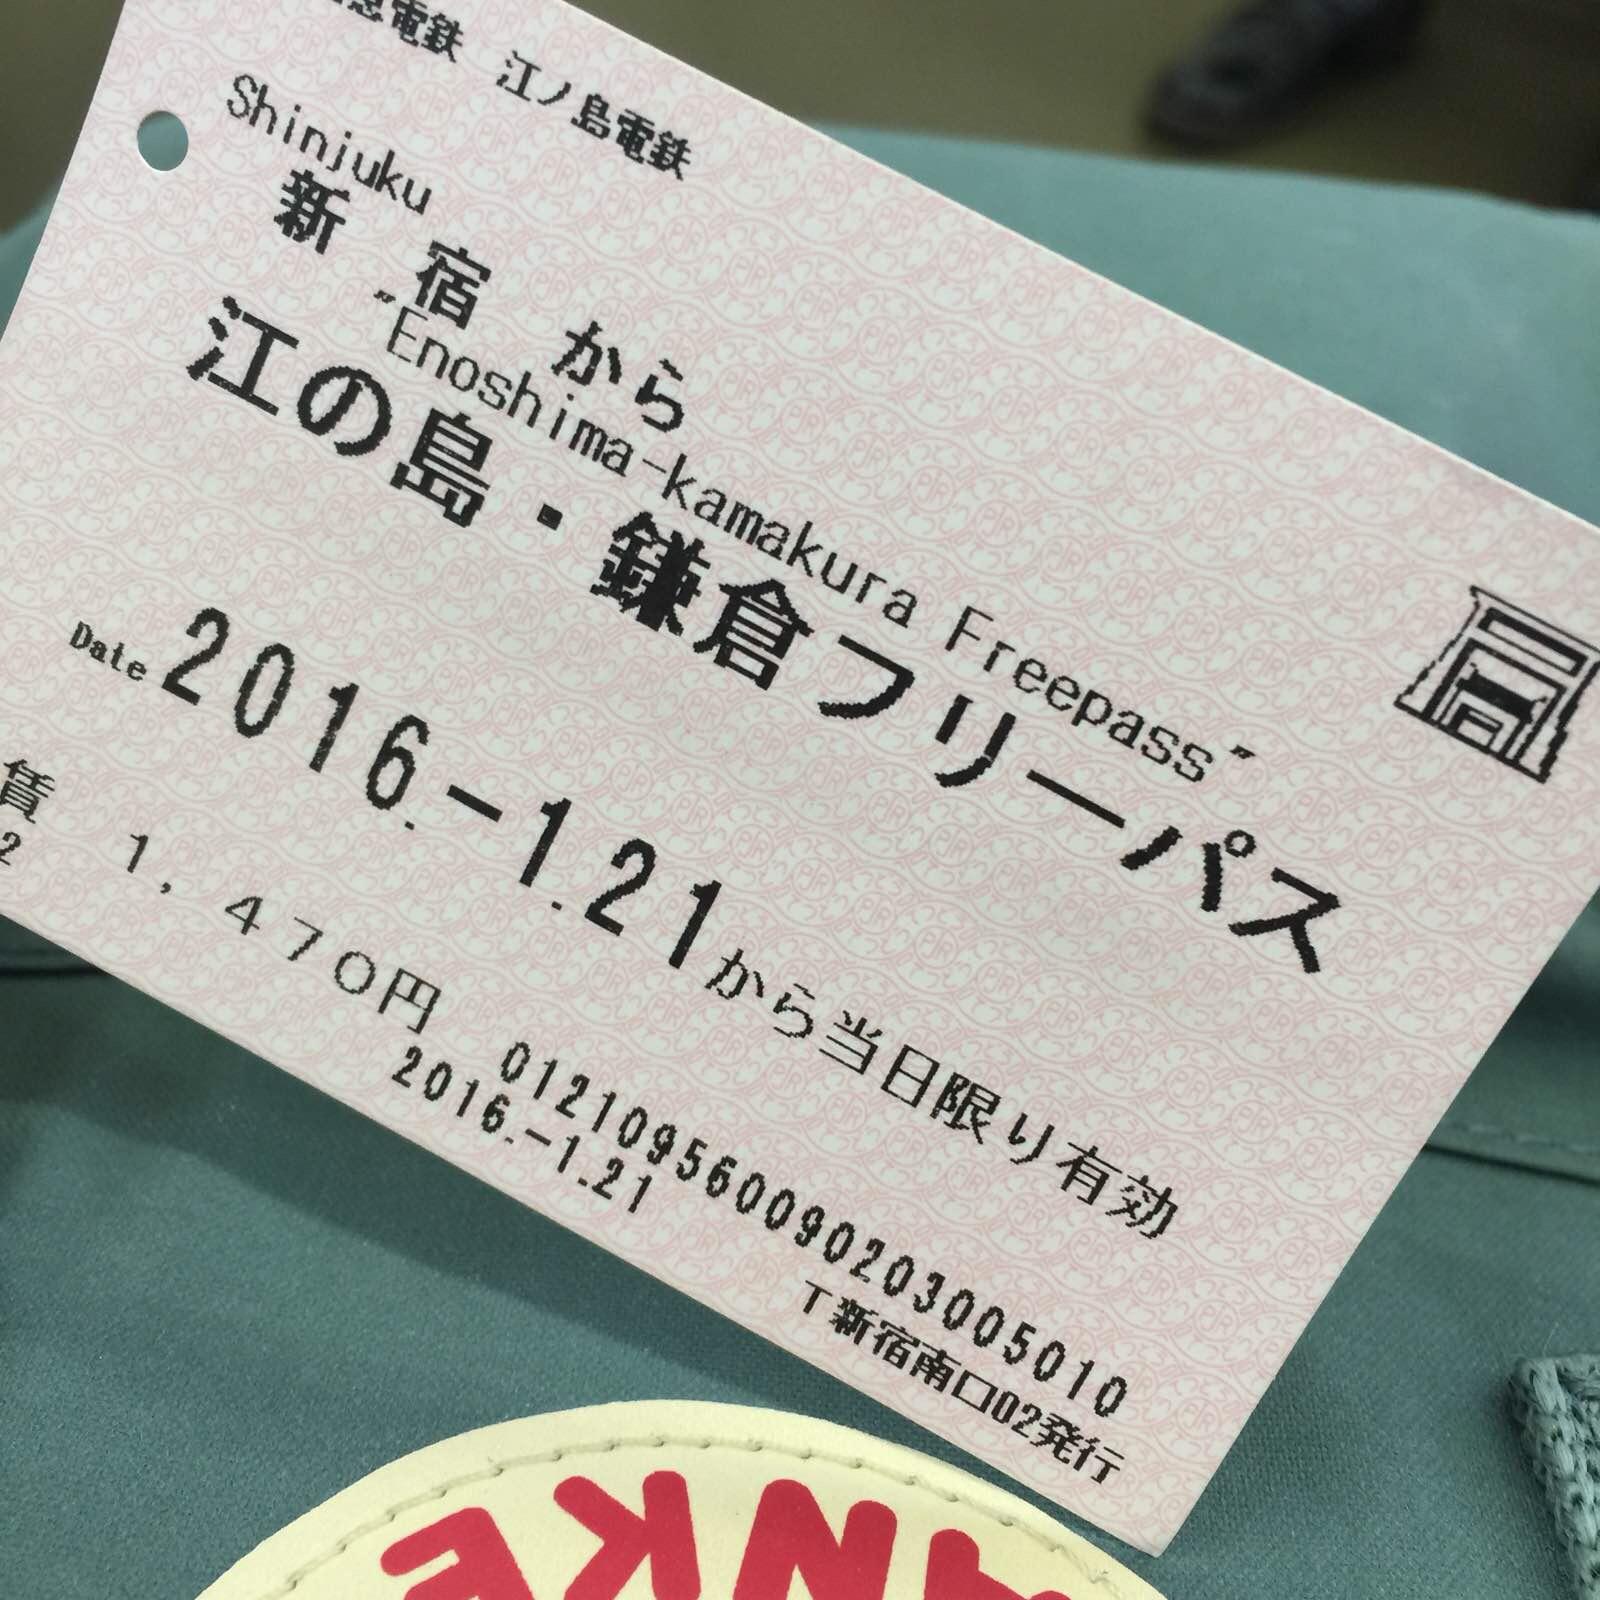 電鉄 江ノ島電鉄
Shinjuku
新 宿 から
"Enoshima-kamakura Freepass"
江の島・鎌倉フリーパス
Date 2016.-1.21から当日限り有効
賃 1,470円
2
012109560090203005010
2016.-1.21
T新宿南口02発行
ANKE